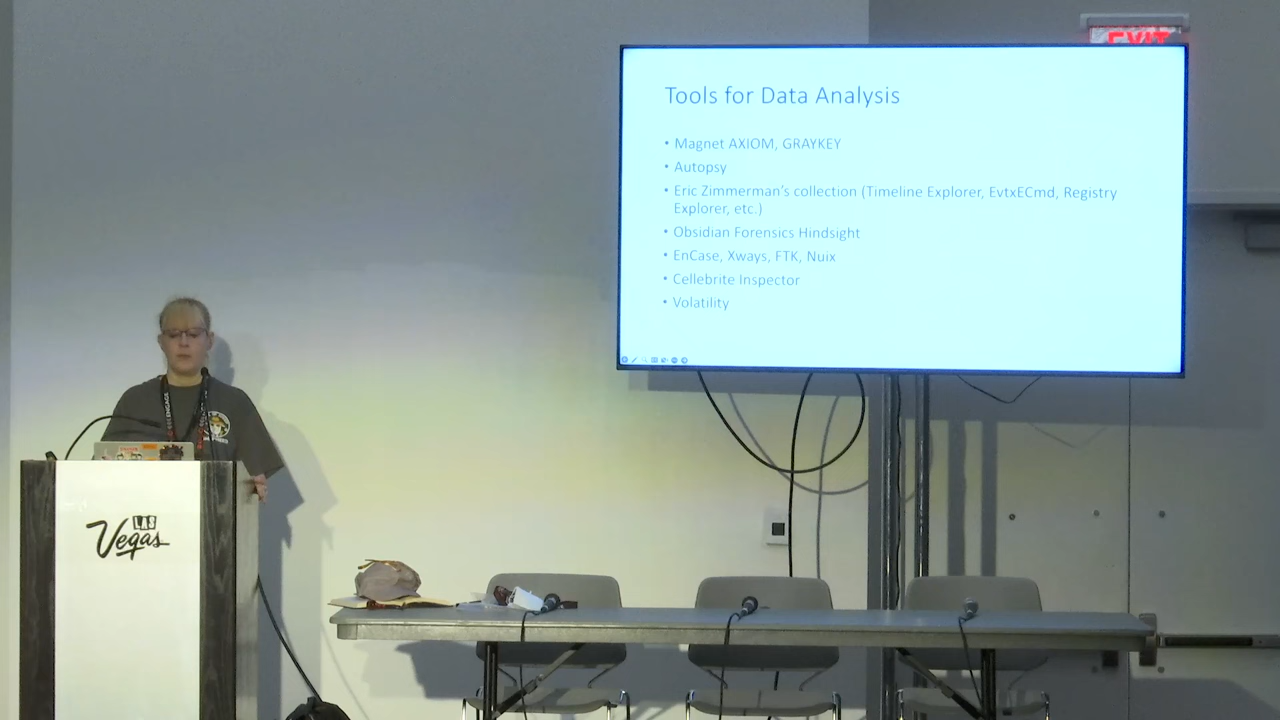 EXIT
Tools for Data Analysis
• Magnet AXIOM, GRAYKEY
• Autopsy
• Eric Zimmerman's collection (Timeline Explorer, EvtxECmd, Registry
Explorer, etc.)
• Obsidian Forensics Hindsight
• EnCase, Xways, FTK, Nuix
• Cellebrite Inspector
• Volatility
LAS
Vegas